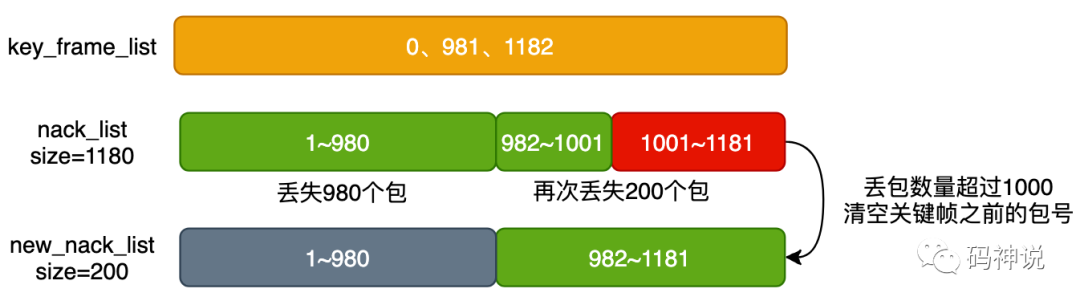 key_frame_list
0、981、1182
nack_list
size=1180
1~980
982~1001
1001~1181
丢失980个包
再次丢失200个包
丢包数量超过1000
清空关键帧之前的包号
new_nack_list
size=200
1~980
982~1181
码神说